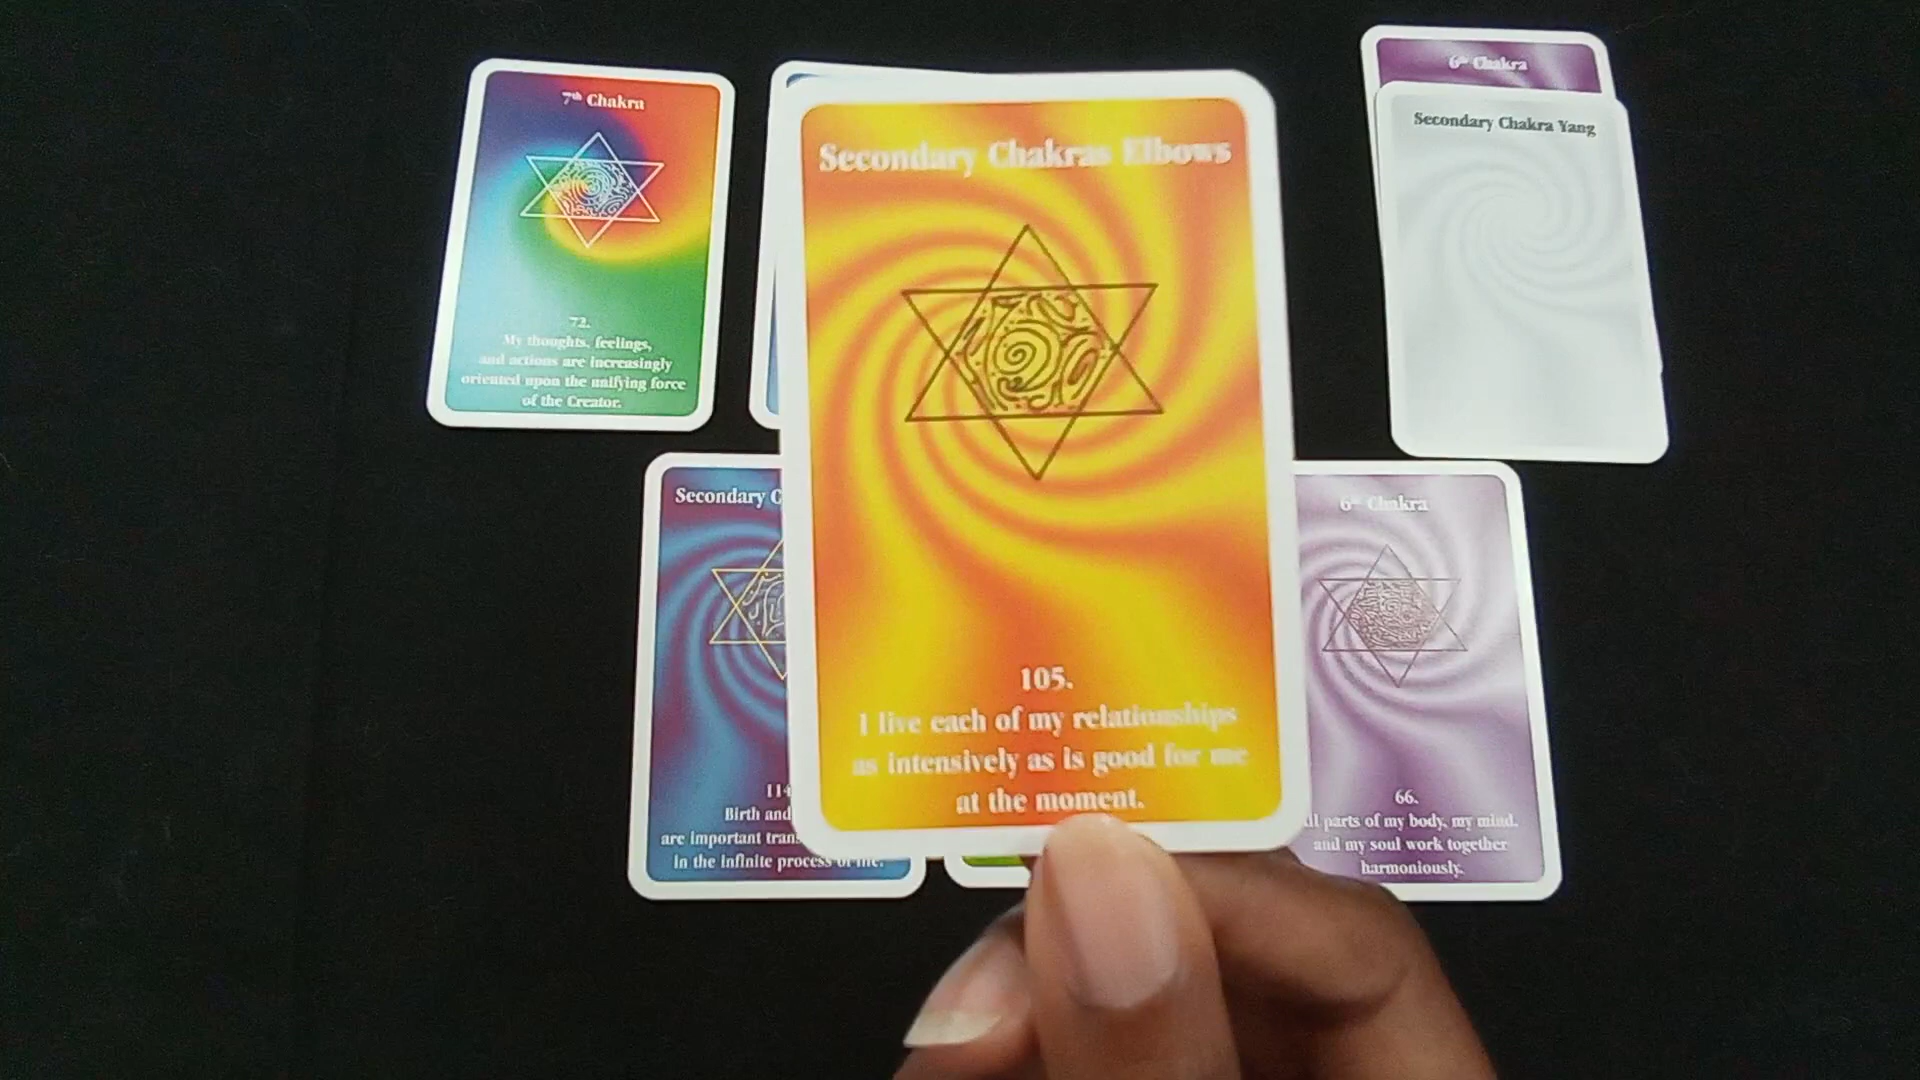 7th Chakra
72.
My thoughts, feelings,
and actions are increasingly
oriented upon the unifying force
of the Creator.
6th Chakra
Secondary Chakra Yang
Secondary Chakras Elbows
105.
I live each of my relationships
as intensively as is good for me
at the moment.
Secondary C
114
Birth and
are important tran
in the infinite process of life.
6th Chakra
66.
ll parts of my body, my mind,
and my soul work together
harmoniously.